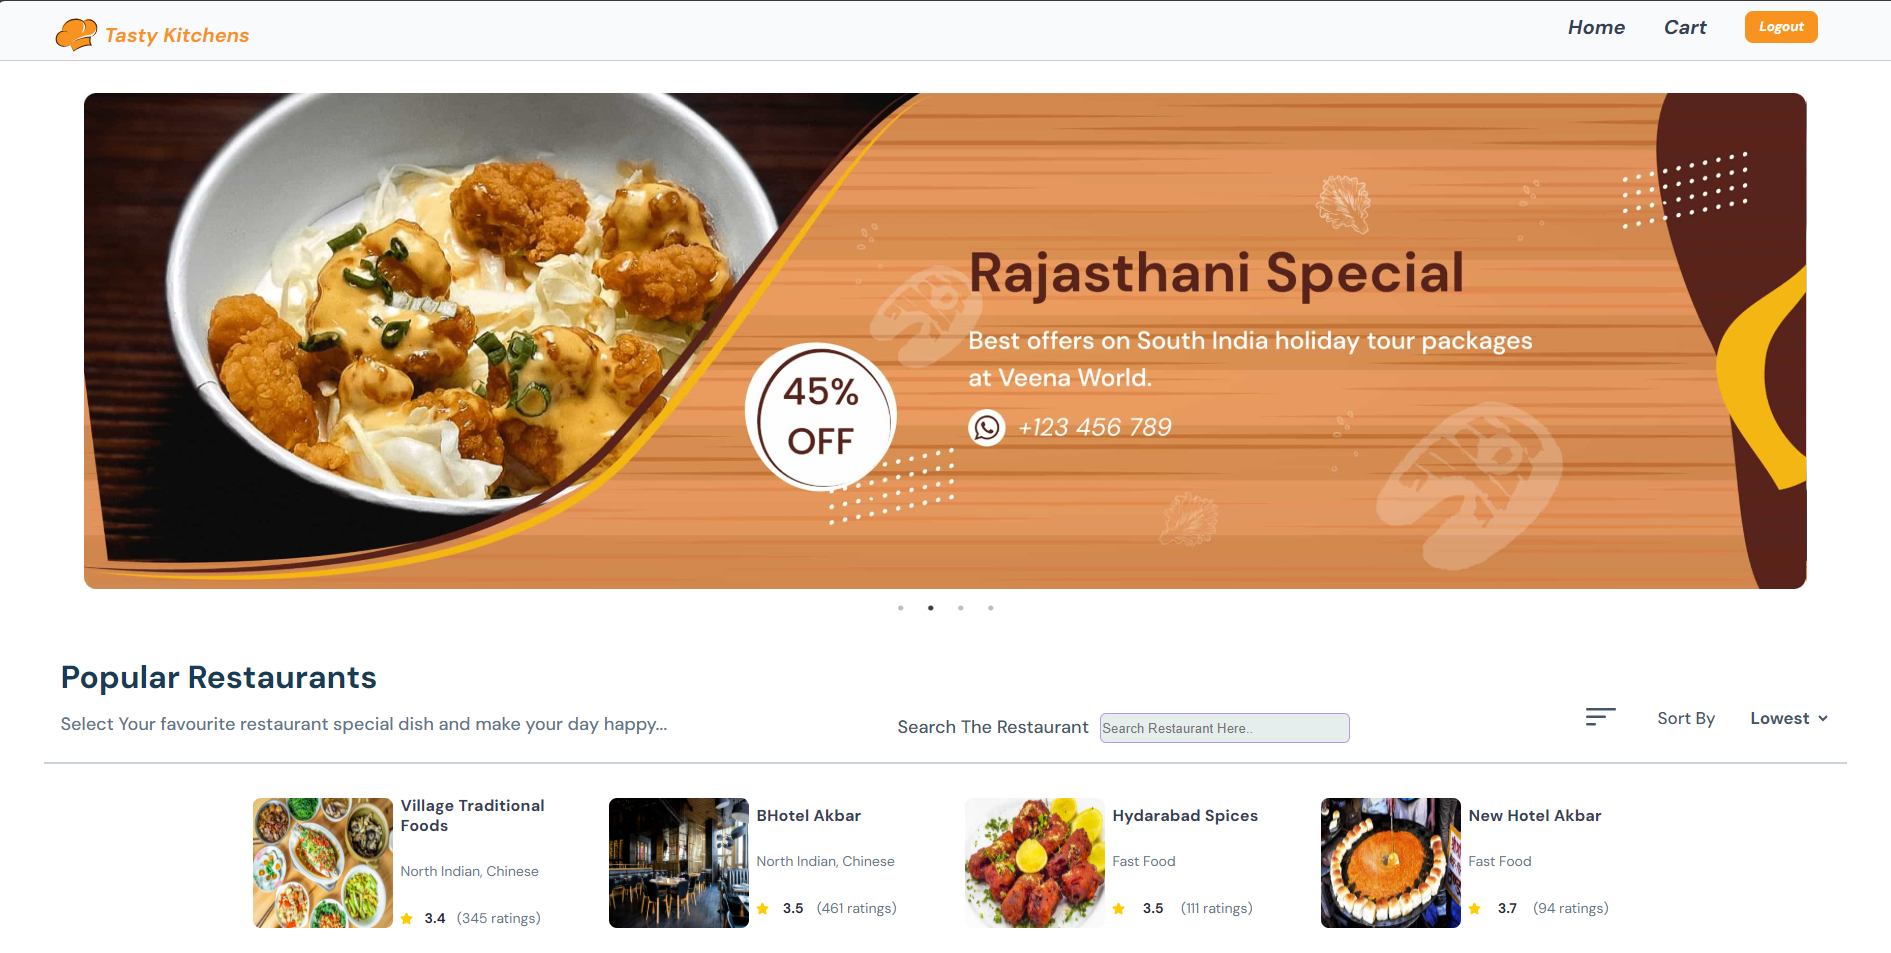 Tasty Kitchens
Home
Cart
Logout
Rajasthani Special
Best offers on South India holiday tour packages
at Veena World.
+123 456 789
45%
OFF
Popular Restaurants
Select Your favourite restaurant special dish and make your day happy...
Search The Restaurant
Search Restaurant Here..
Sort By
Lowest
Village Traditional
Foods
North Indian, Chinese
3.4 (345 ratings)
BHotel Akbar
North Indian, Chinese
3.5 (461 ratings)
Hydarabad Spices
Fast Food
3.5 (111 ratings)
New Hotel Akbar
Fast Food
3.7 (94 ratings)